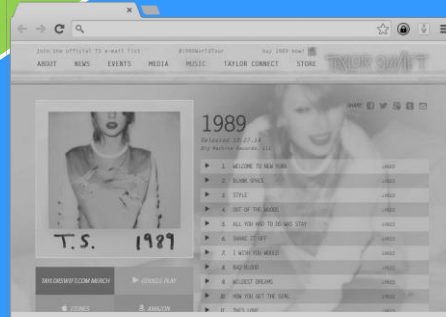 join the official TS e-mail list #1989WorldTour buy 1989 now!
ABOUT NEWS EVENTS MEDIA MUSIC TAYLOR CONNECT STORE
TAYLOR SWIFT
SHARE
1989
Released 10.27.14
Big Machine Records, LLC
T.S. 1989
1. WELCOME TO NEW YORK LYRICS
2. BLANK SPACE LYRICS
3. STYLE LYRICS
4. OUT OF THE WOODS LYRICS
5. ALL YOU HAD TO DO WAS STAY LYRICS
6. SHAKE IT OFF LYRICS
7. I WISH YOU WOULD LYRICS
8. BAD BLOOD LYRICS
9. WILDEST DREAMS LYRICS
10. HOW YOU GET THE GIRL LYRICS
11. THIS LOVE LYRICS
TAYLORSWIFT.COM MERCH
GOOGLE PLAY
ITUNES
AMAZON